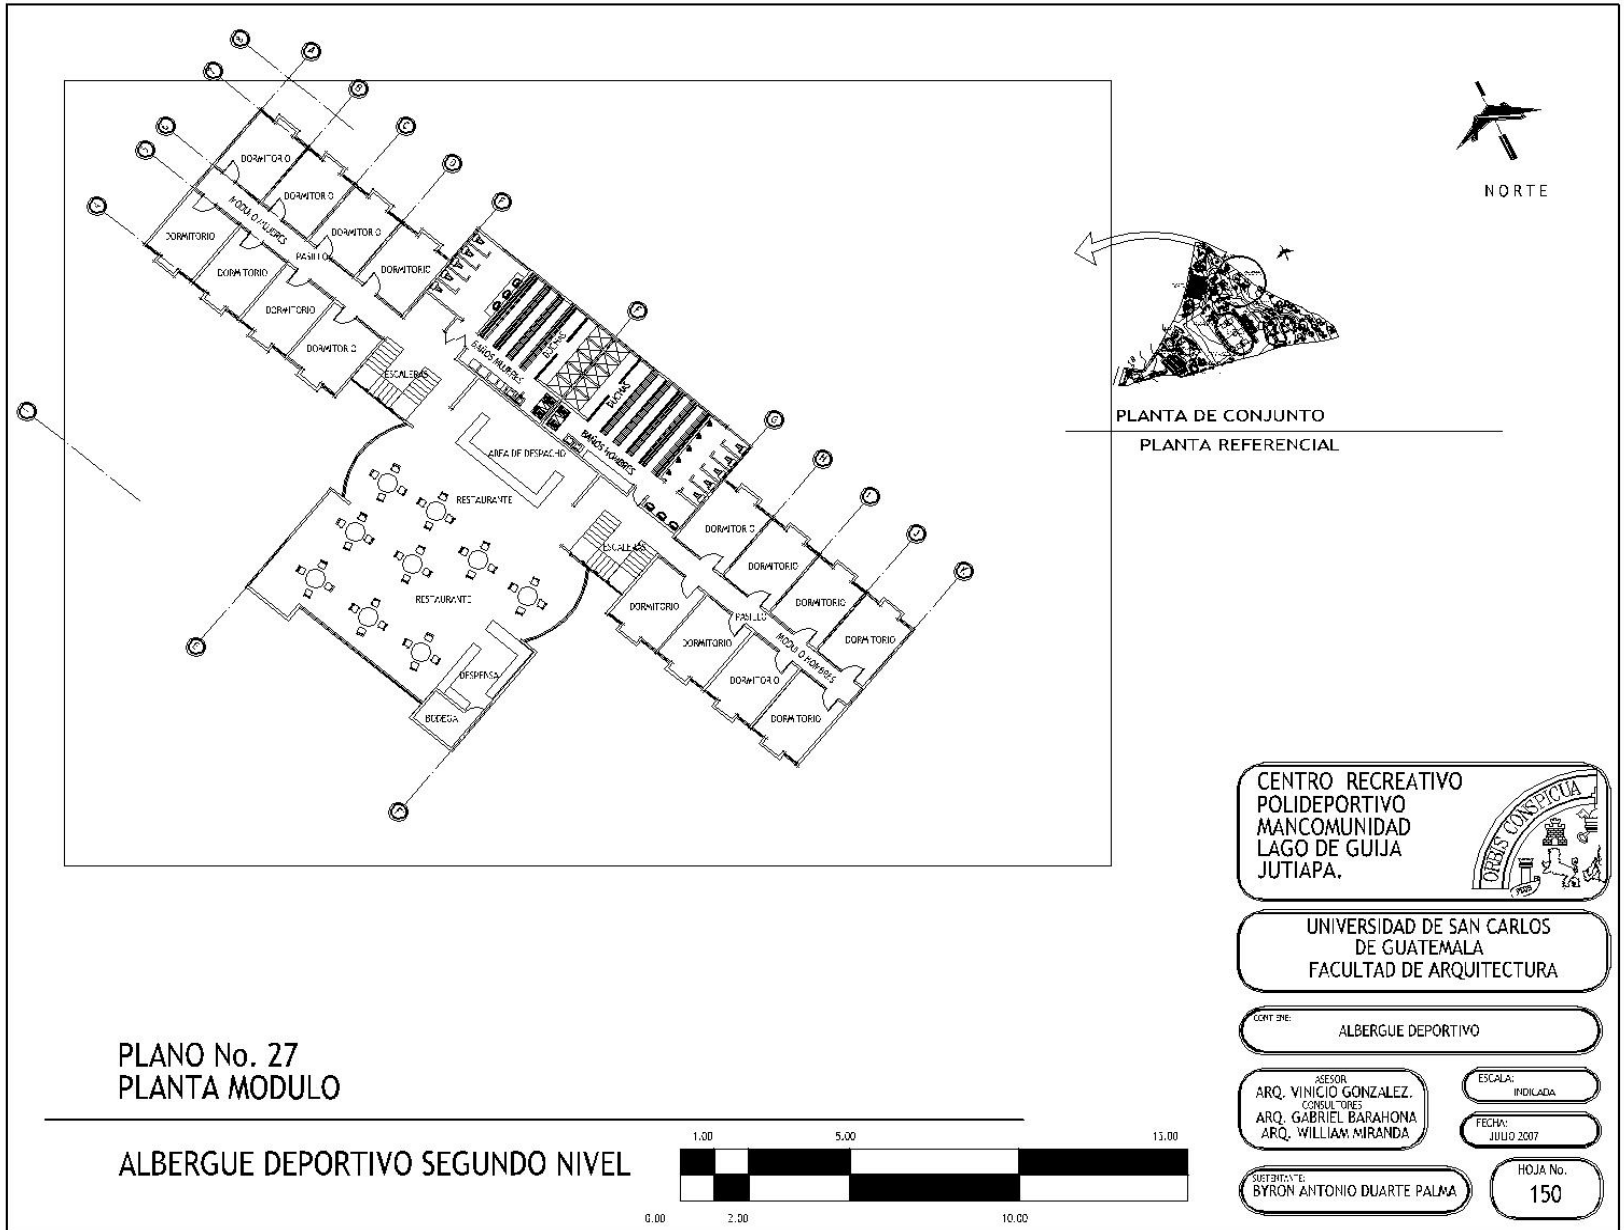 A
B
C
D
F
F
G
H
I
J
K
DORMITORIO
DORMITORIO
DORMITORIO
DORMITORIO
MODULO MUJERES
PASILLO
DORMITORIO
DORMITORIO
DORMITORIO
DORMITORIO
ESCALERAS
BAÑOS MUJERES
DUCHAS
DUCHAS
BAÑOS HOMBRES
AREA DE DESPACHO
RESTAURANTE
RESTAURANTE
ESCALERAS
DESPENSA
BODEGA
DORMITORIO
DORMITORIO
DORMITORIO
DORMITORIO
PASILLO
MODULO HOMBRES
DORMITORIO
DORMITORIO
DORMITORIO
DORMITORIO
NORTE
PLANTA DE CONJUNTO
PLANTA REFERENCIAL
CENTRO RECREATIVO
POLIDEPORTIVO
MANCOMUNIDAD
LAGO DE GUIJA
JUTIAPA.
ORBIS CONSPICUA
UNIVERSIDAD DE SAN CARLOS
DE GUATEMALA
FACULTAD DE ARQUITECTURA
CONTIENE:
ALBERGUE DEPORTIVO
ASESOR
ARQ. VINICIO GONZALEZ.
CONSULTORES
ARQ. GABRIEL BARAHONA
ARQ. WILLIAM MIRANDA
ESCALA:
INDICADA
FECHA:
JULIO 2007
SUSTENTANTE:
BYRON ANTONIO DUARTE PALMA
HOJA No.
150
PLANO No. 27
PLANTA MODULO
ALBERGUE DEPORTIVO SEGUNDO NIVEL
1.00 5.00 15.00
0.00 2.00 10.00